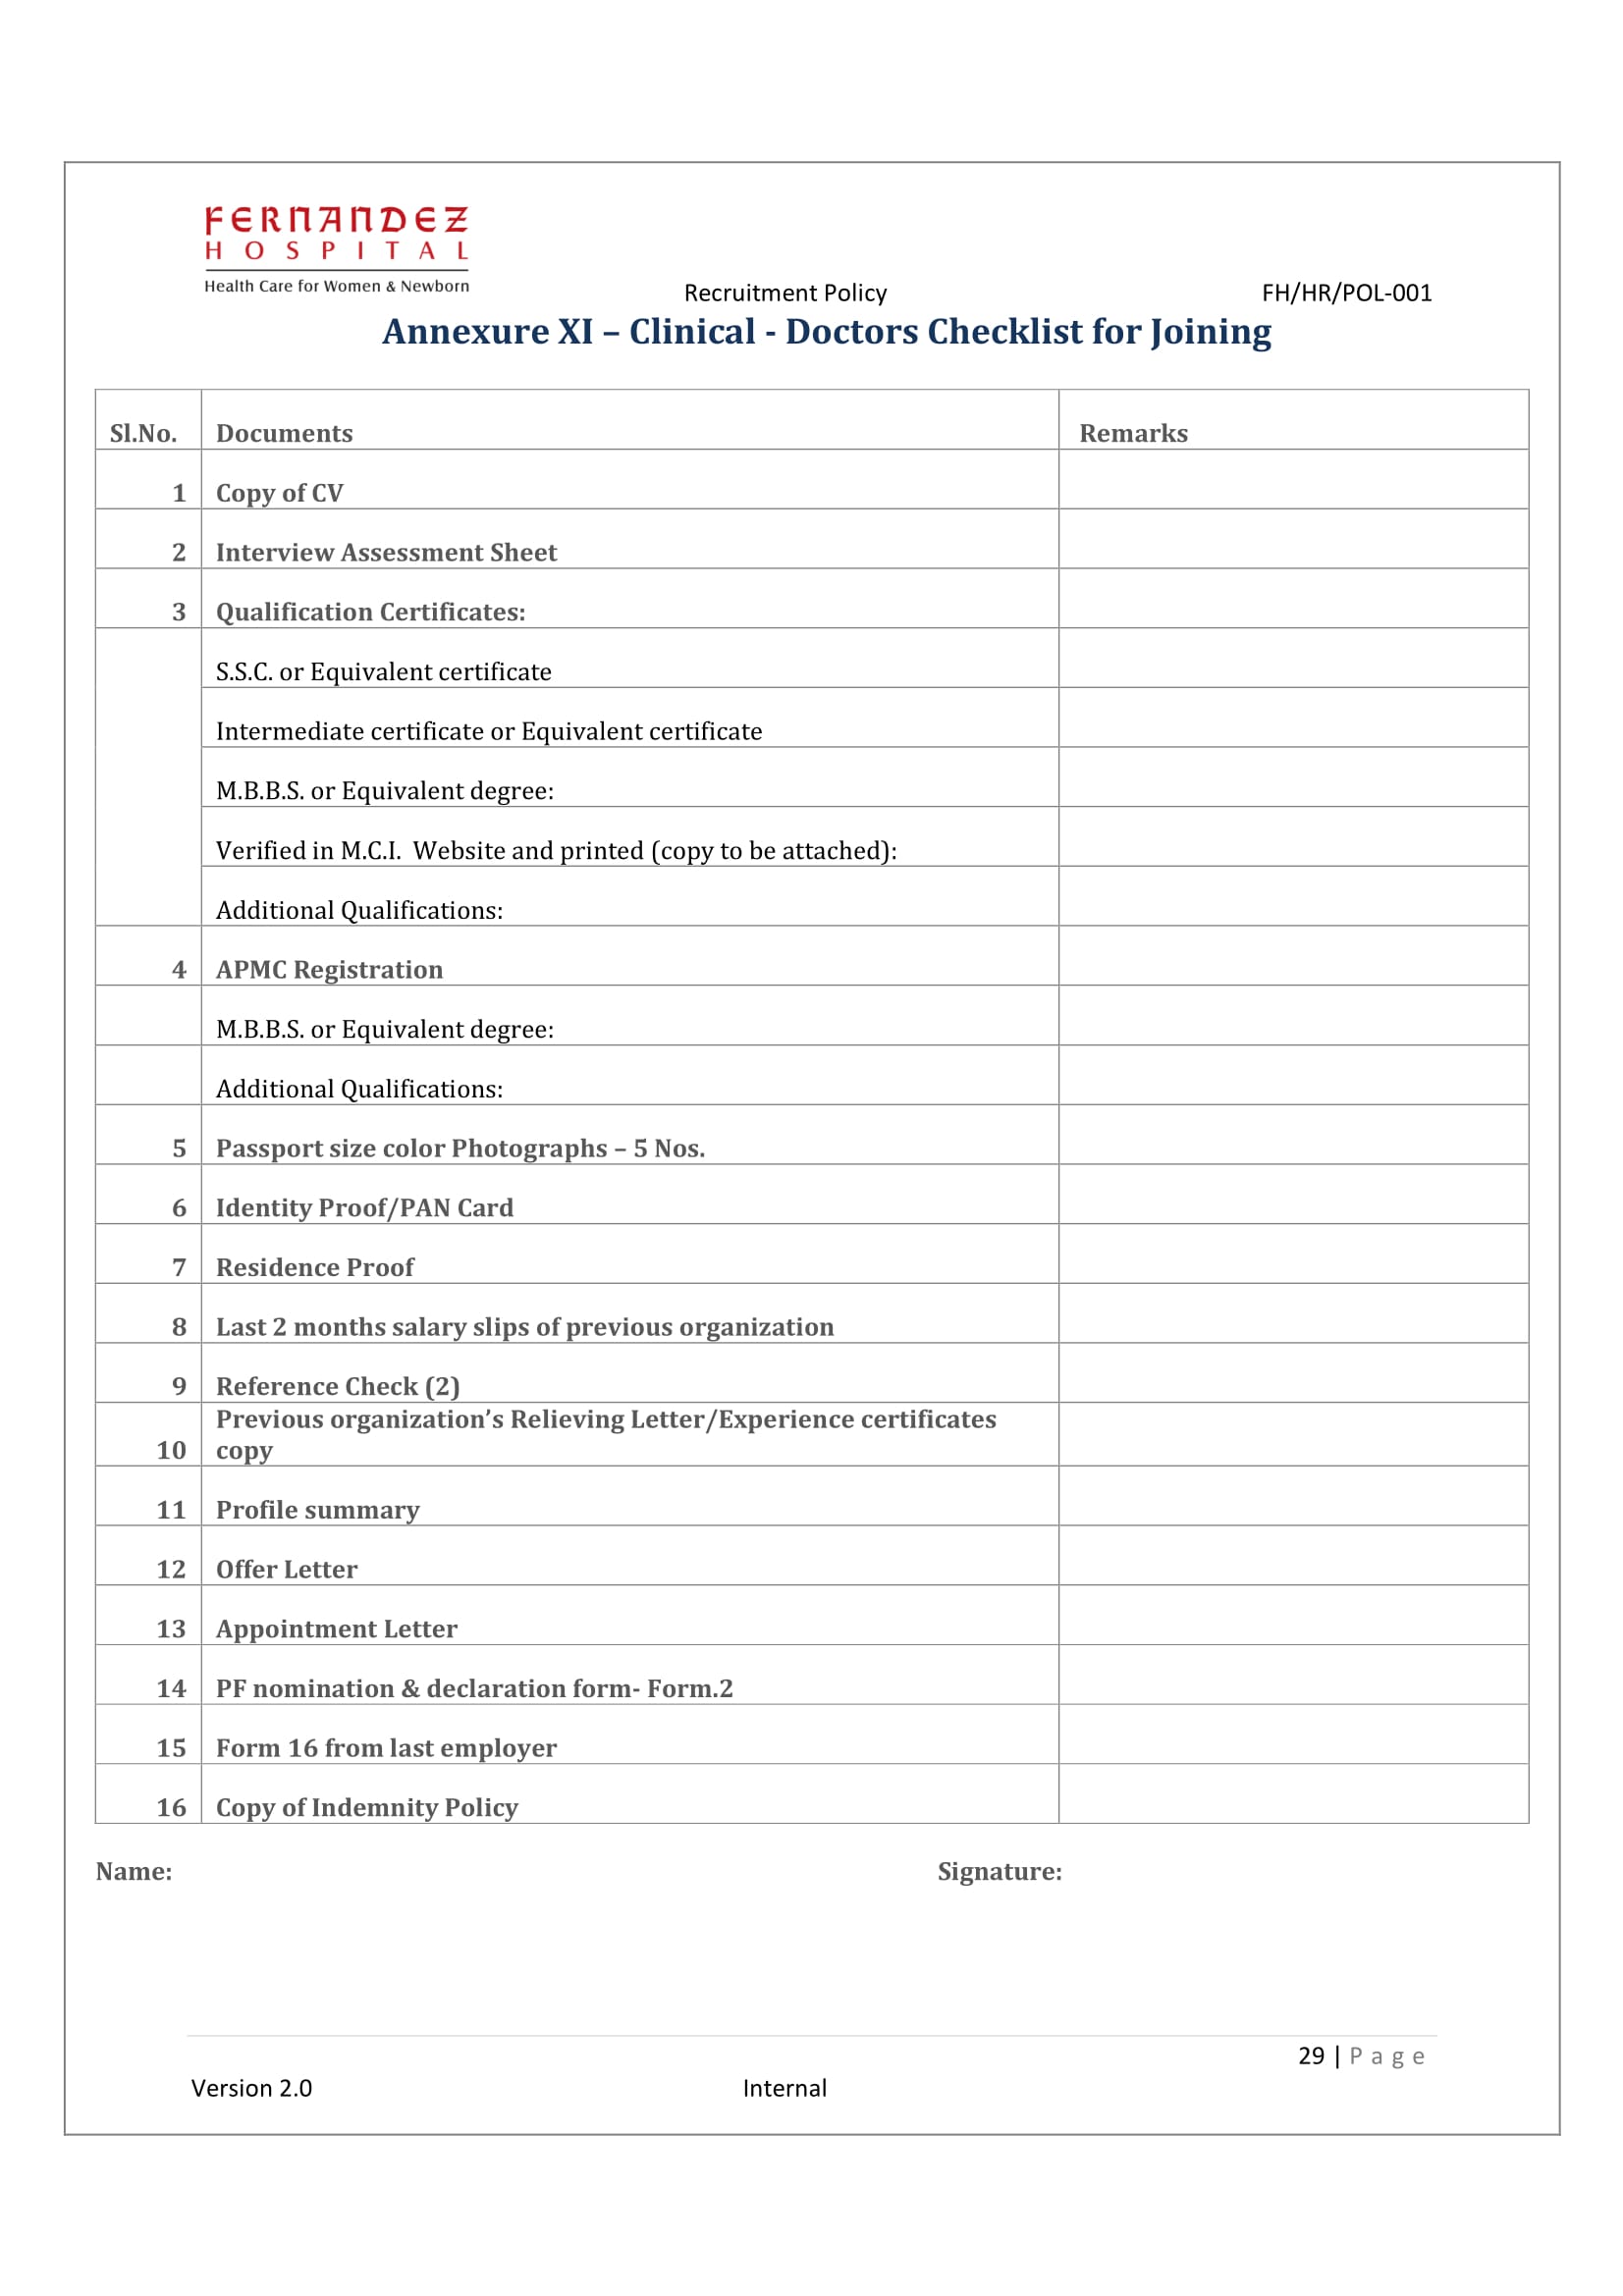 FERNANDEZ
HOSPITAL
Health Care for Women & Newborn
Recruitment Policy FH/HR/POL-001
Annexure XI – Clinical - Doctors Checklist for Joining
Sl.No. Documents Remarks
1 Copy of CV
2 Interview Assessment Sheet
3 Qualification Certificates:
S.S.C. or Equivalent certificate
Intermediate certificate or Equivalent certificate
M.B.B.S. or Equivalent degree:
Verified in M.C.I. Website and printed (copy to be attached):
Additional Qualifications:
4 APMC Registration
M.B.B.S. or Equivalent degree:
Additional Qualifications:
5 Passport size color Photographs – 5 Nos.
6 Identity Proof/PAN Card
7 Residence Proof
8 Last 2 months salary slips of previous organization
9 Reference Check (2)
Previous organization’s Relieving Letter/Experience certificates
10 copy
11 Profile summary
12 Offer Letter
13 Appointment Letter
14 PF nomination & declaration form- Form.2
15 Form 16 from last employer
16 Copy of Indemnity Policy
Name: Signature:
29 | Page
Version 2.0 Internal